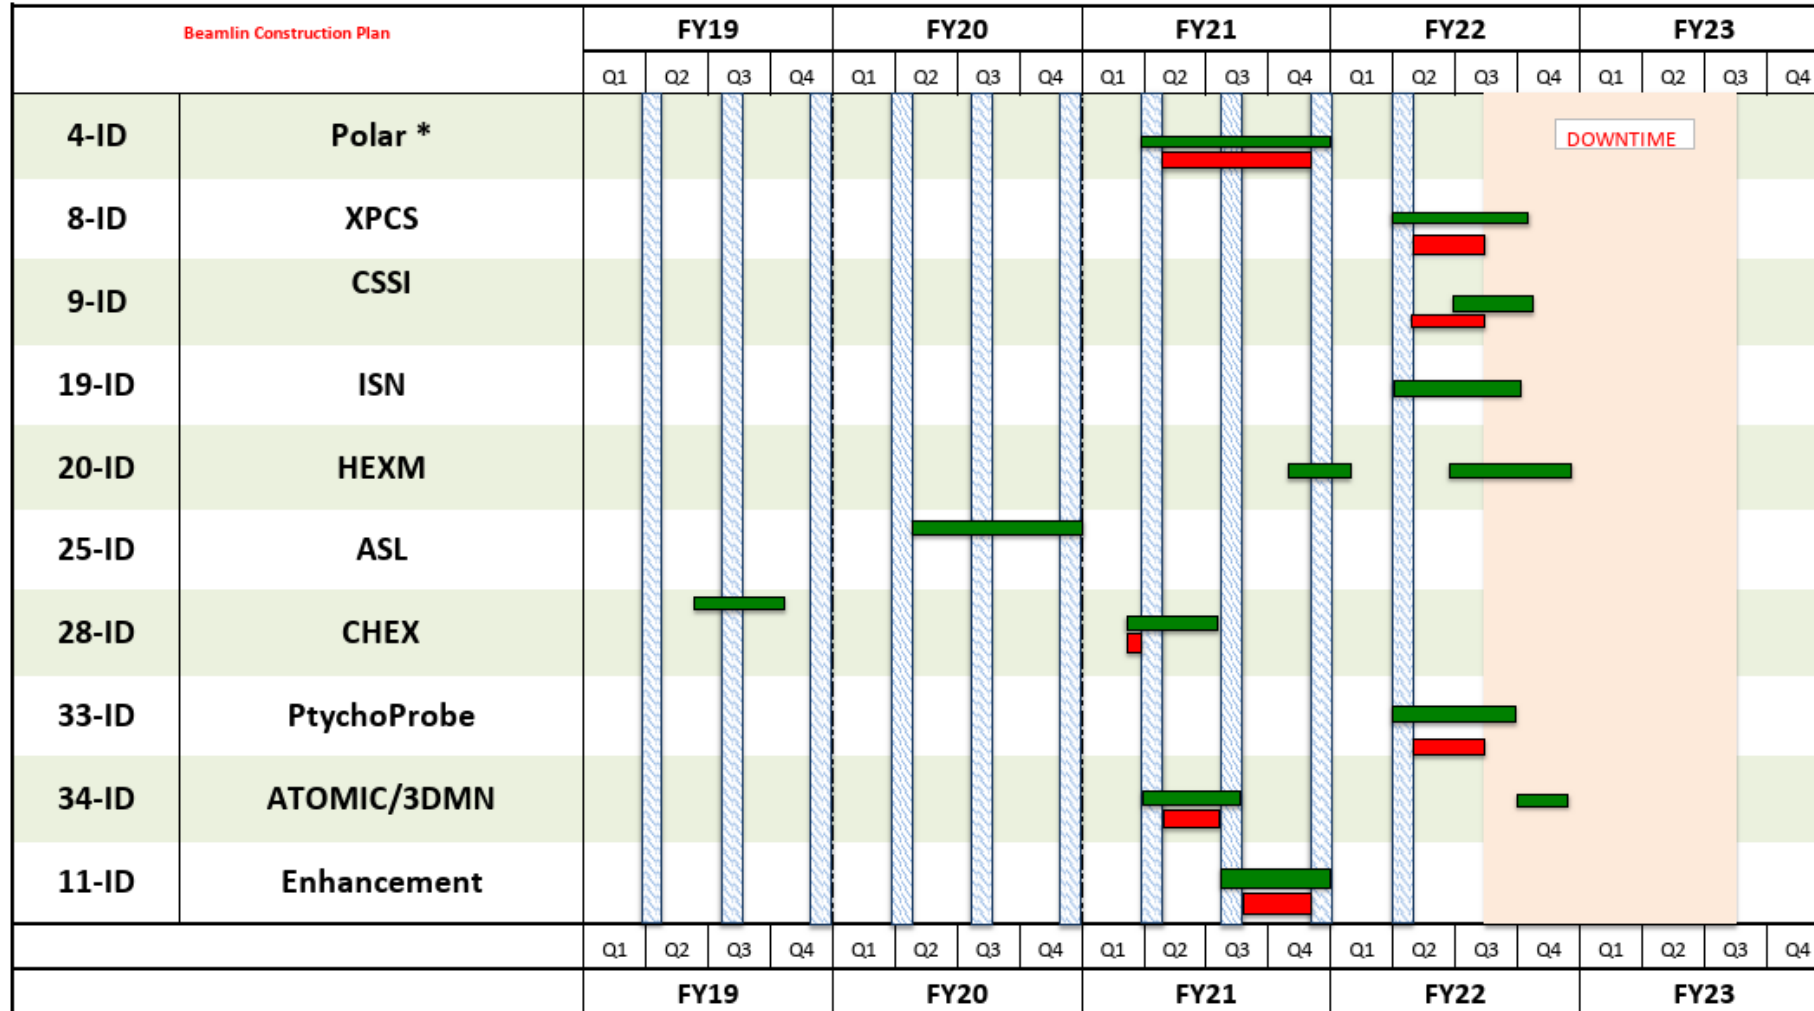 Beamlin Construction Plan FY19 FY20 FY21 FY22 FY23
Q1 Q2 Q3 Q4 Q1 Q2 Q3 Q4 Q1 Q2 Q3 Q4 Q1 Q2 Q3 Q4 Q1 Q2 Q3 Q4
4-ID Polar * DOWNTIME
8-ID XPCS
9-ID CSSI
19-ID ISN
20-ID HEXM
25-ID ASL
28-ID CHEX
33-ID PtychoProbe
34-ID ATOMIC/3DMN
11-ID Enhancement
Q1 Q2 Q3 Q4 Q1 Q2 Q3 Q4 Q1 Q2 Q3 Q4 Q1 Q2 Q3 Q4 Q1 Q2 Q3 Q4
FY19 FY20 FY21 FY22 FY23